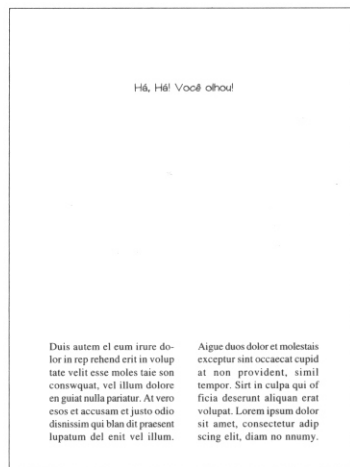 Há, Há! Você olhou!
Duis autem el eum irure do-
lor in rep rehend erit in volup
tate velit esse moles taie son
conswquat, vel illum dolore
en guiat nulla pariatur. At vero
esos et accusam et justo odio
disnissim qui blan dit praesent
lupatum del enit vel illum.
Aigue duos dolor et molestais
exceptur sint occaecat cupid
at non provident, simil
tempor. Sirt in culpa qui of
ficia deserunt aliquan erat
volupat. Lorem ipsum dolor
sit amet, consectetur adip
scing elit, diam no nnumy.